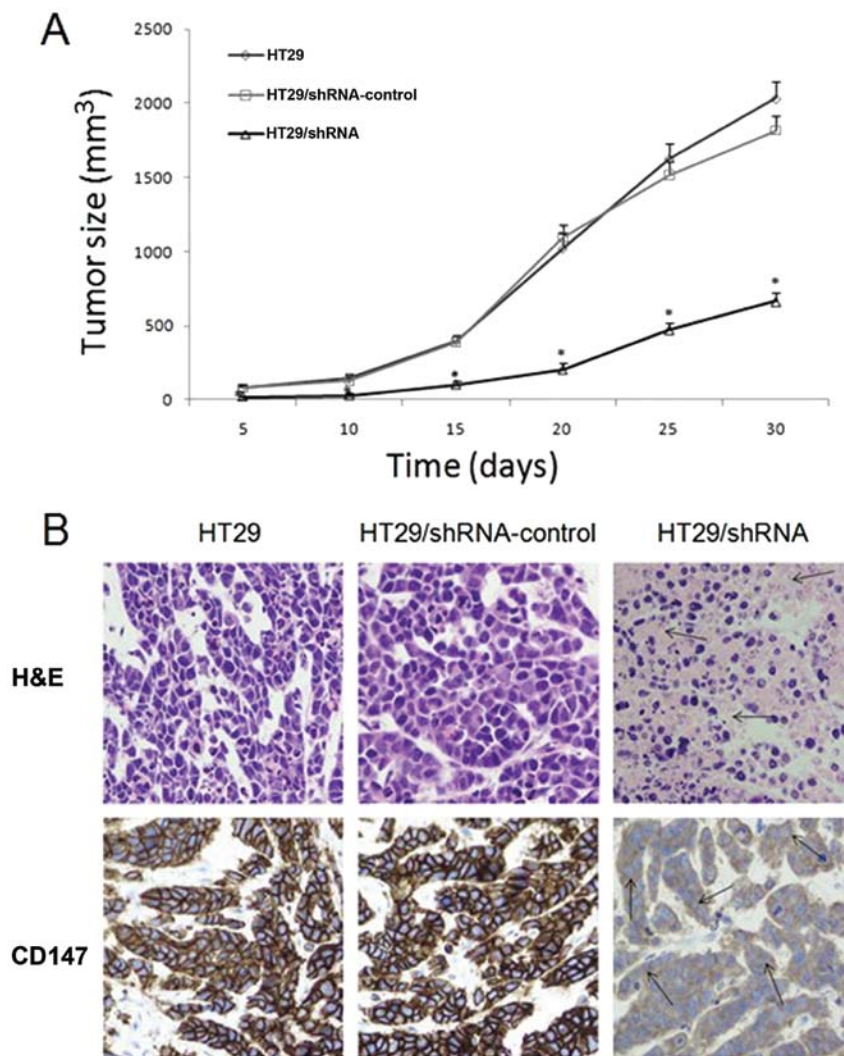 A
Tumor size (mm³)
2500
2000
1500
1000
500
0
HT29
HT29/shRNA-control
HT29/shRNA
*
*
*
*
*
*
5 10 15 20 25 30
Time (days)
B
HT29 HT29/shRNA-control HT29/shRNA
H&E
CD147